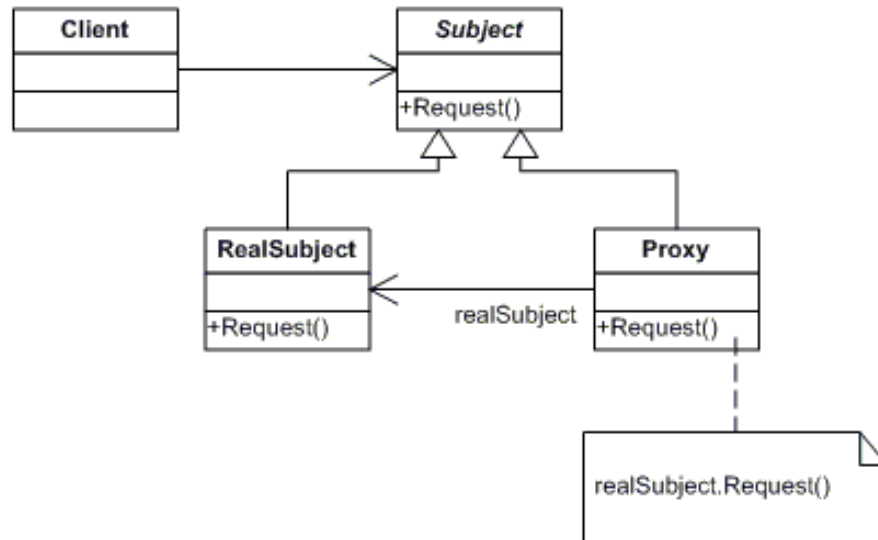 Client
Subject
+Request()
RealSubject
+Request()
realSubject
Proxy
+Request()
realSubject.Request()